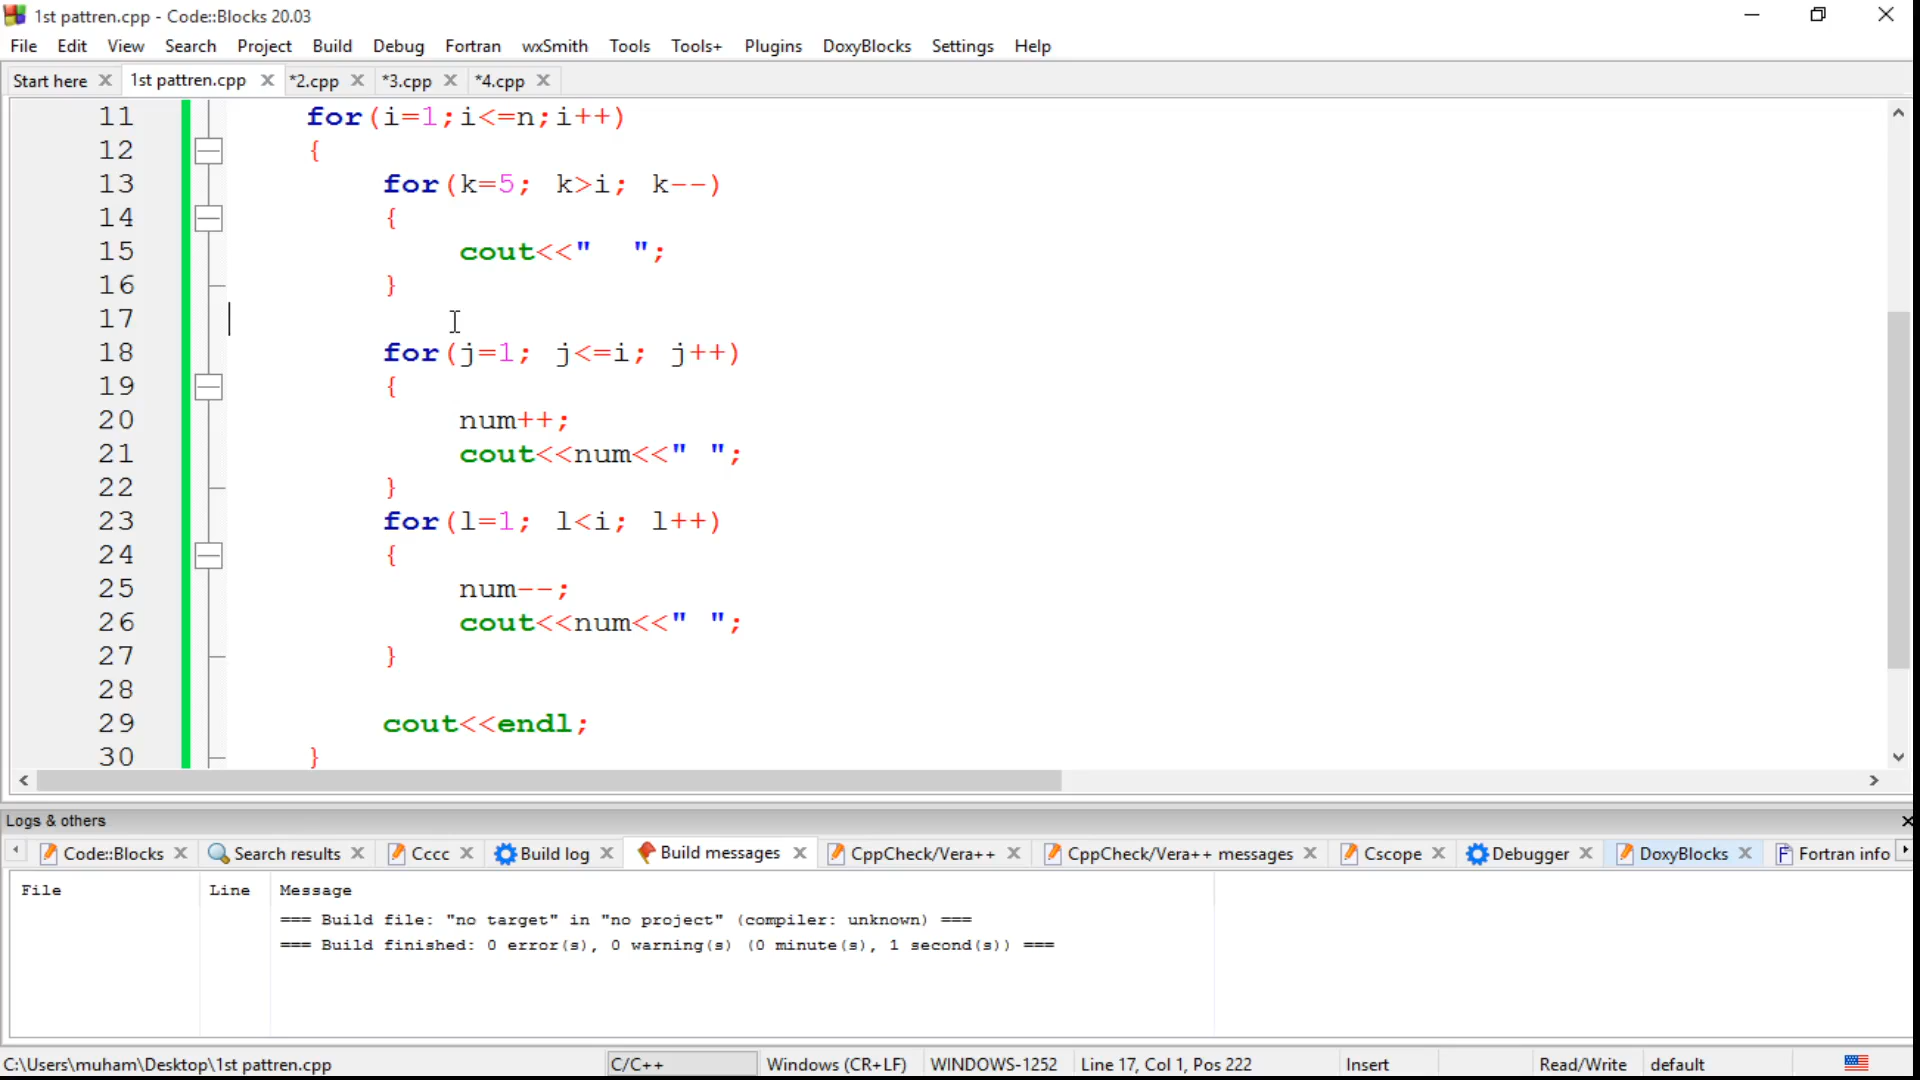 1st pattren.cpp - Code::Blocks 20.03
File Edit View Search Project Build Debug Fortran wxSmith Tools Tools+ Plugins DoxyBlocks Settings Help
Start here 1st pattren.cpp *2.cpp *3.cpp *4.cpp
11 for(i=1;i<=n;i++)
12 {
13 for(k=5; k>i; k--)
14 {
15 cout<<"  ";
16 }
17
18 for(j=1; j<=i; j++)
19 {
20 num++;
21 cout<<num<<" ";
22 }
23 for(l=1; l<i; l++)
24 {
25 num--;
26 cout<<num<<" ";
27 }
28
29 cout<<endl;
30 }
Logs & others
Code::Blocks Search results Cccc Build log Build messages CppCheck/Vera++ CppCheck/Vera++ messages Cscope Debugger DoxyBlocks Fortran info
File Line Message
=== Build file: "no target" in "no project" (compiler: unknown) ===
=== Build finished: 0 error(s), 0 warning(s) (0 minute(s), 1 second(s)) ===
C:\Users\muham\Desktop\1st pattren.cpp C/C++ Windows (CR+LF) WINDOWS-1252 Line 17, Col 1, Pos 222 Insert Read/Write default